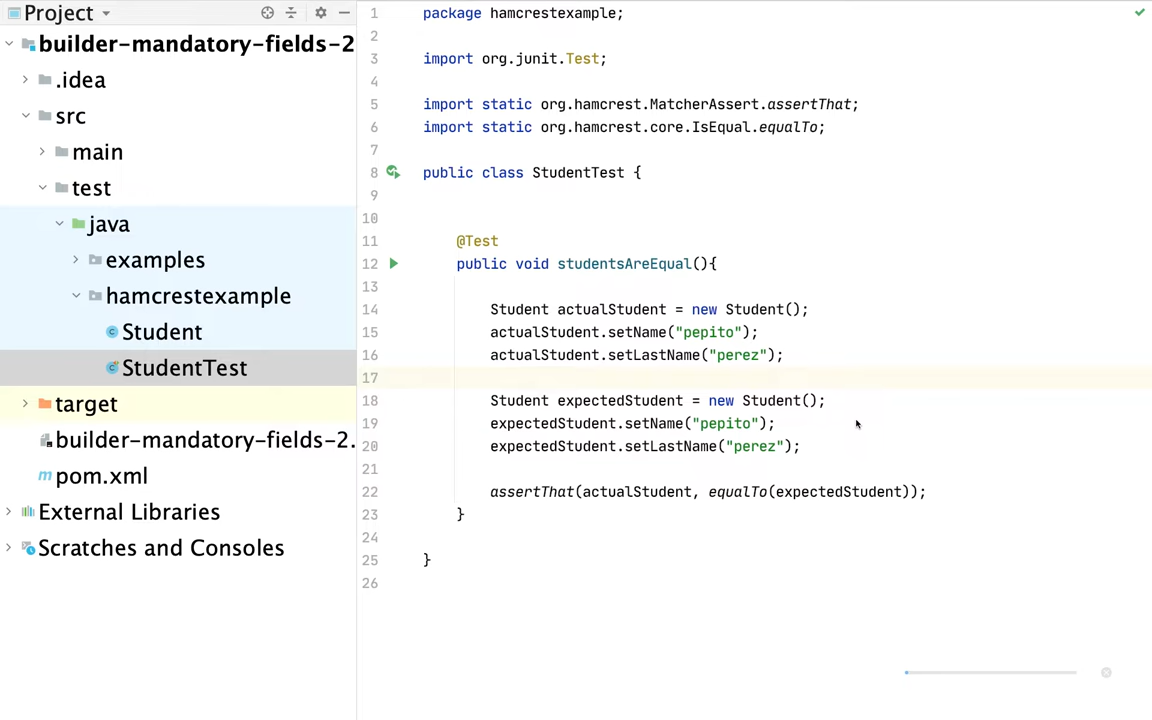 Project
builder-mandatory-fields-2
.idea
src
main
test
java
examples
hamcrestexample
Student
StudentTest
target
builder-mandatory-fields-2.
pom.xml
External Libraries
Scratches and Consoles
1 package hamcrestexample;
2
3 import org.junit.Test;
4
5 import static org.hamcrest.MatcherAssert.assertThat;
6 import static org.hamcrest.core.IsEqual.equalTo;
7
8 public class StudentTest {
9
10
11 @Test
12 public void studentsAreEqual(){
13
14 Student actualStudent = new Student();
15 actualStudent.setName("pepito");
16 actualStudent.setLastName("perez");
17
18 Student expectedStudent = new Student();
19 expectedStudent.setName("pepito");
20 expectedStudent.setLastName("perez");
21
22 assertThat(actualStudent, equalTo(expectedStudent));
23 }
24
25 }
26